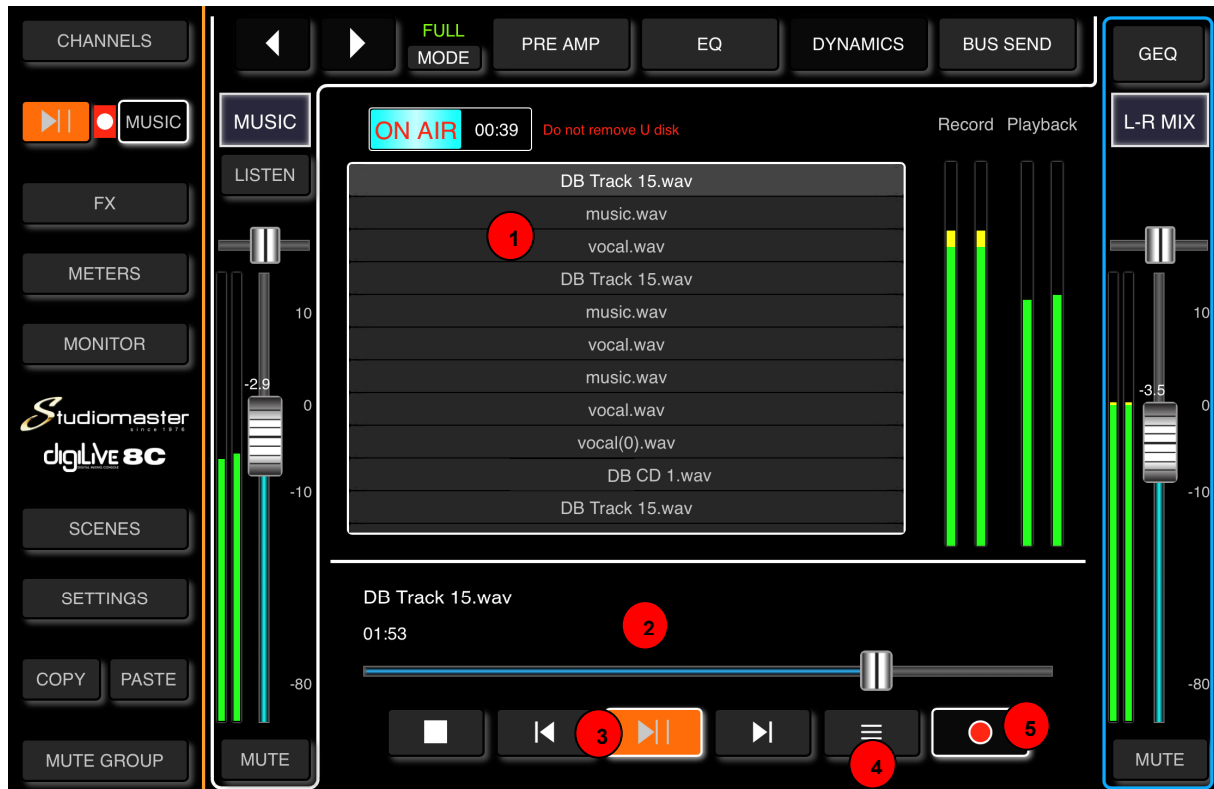 CHANNELS
MUSIC
FX
METERS
MONITOR
Studiomaster
since 1976
digiLiVE 8C
DIGITAL MIXING CONSOLE
SCENES
SETTINGS
COPY
PASTE
MUTE GROUP
FULL
MODE
PRE AMP
EQ
DYNAMICS
BUS SEND
GEQ
MUSIC
LISTEN
10
-2.9
0
-10
-80
MUTE
ON AIR
00:39
Do not remove U disk
Record
Playback
DB Track 15.wav
music.wav
1
vocal.wav
DB Track 15.wav
music.wav
vocal.wav
music.wav
vocal.wav
vocal(0).wav
DB CD 1.wav
DB Track 15.wav
DB Track 15.wav
01:53
2
3
4
5
L-R MIX
10
-3.5
0
-10
-80
MUTE